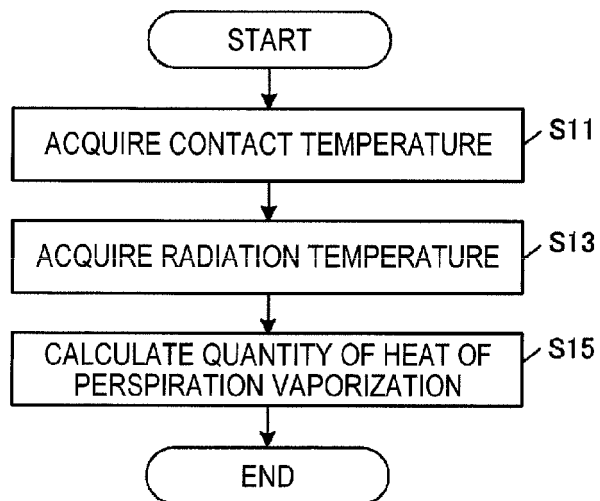 START
ACQUIRE CONTACT TEMPERATURE
S11
ACQUIRE RADIATION TEMPERATURE
S13
CALCULATE QUANTITY OF HEAT OF
PERSPIRATION VAPORIZATION
S15
END